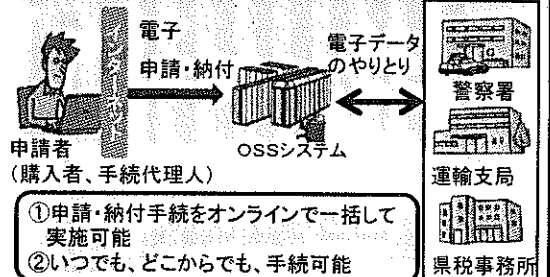 インターネット
電子
申請・納付
電子データ
のやりとり
警察署
申請者
(購入者、手続代理人)
OSSシステム
運輸支局
①申請・納付手続をオンラインで一括して
実施可能
②いつでも、どこからでも、手続可能
県税事務所